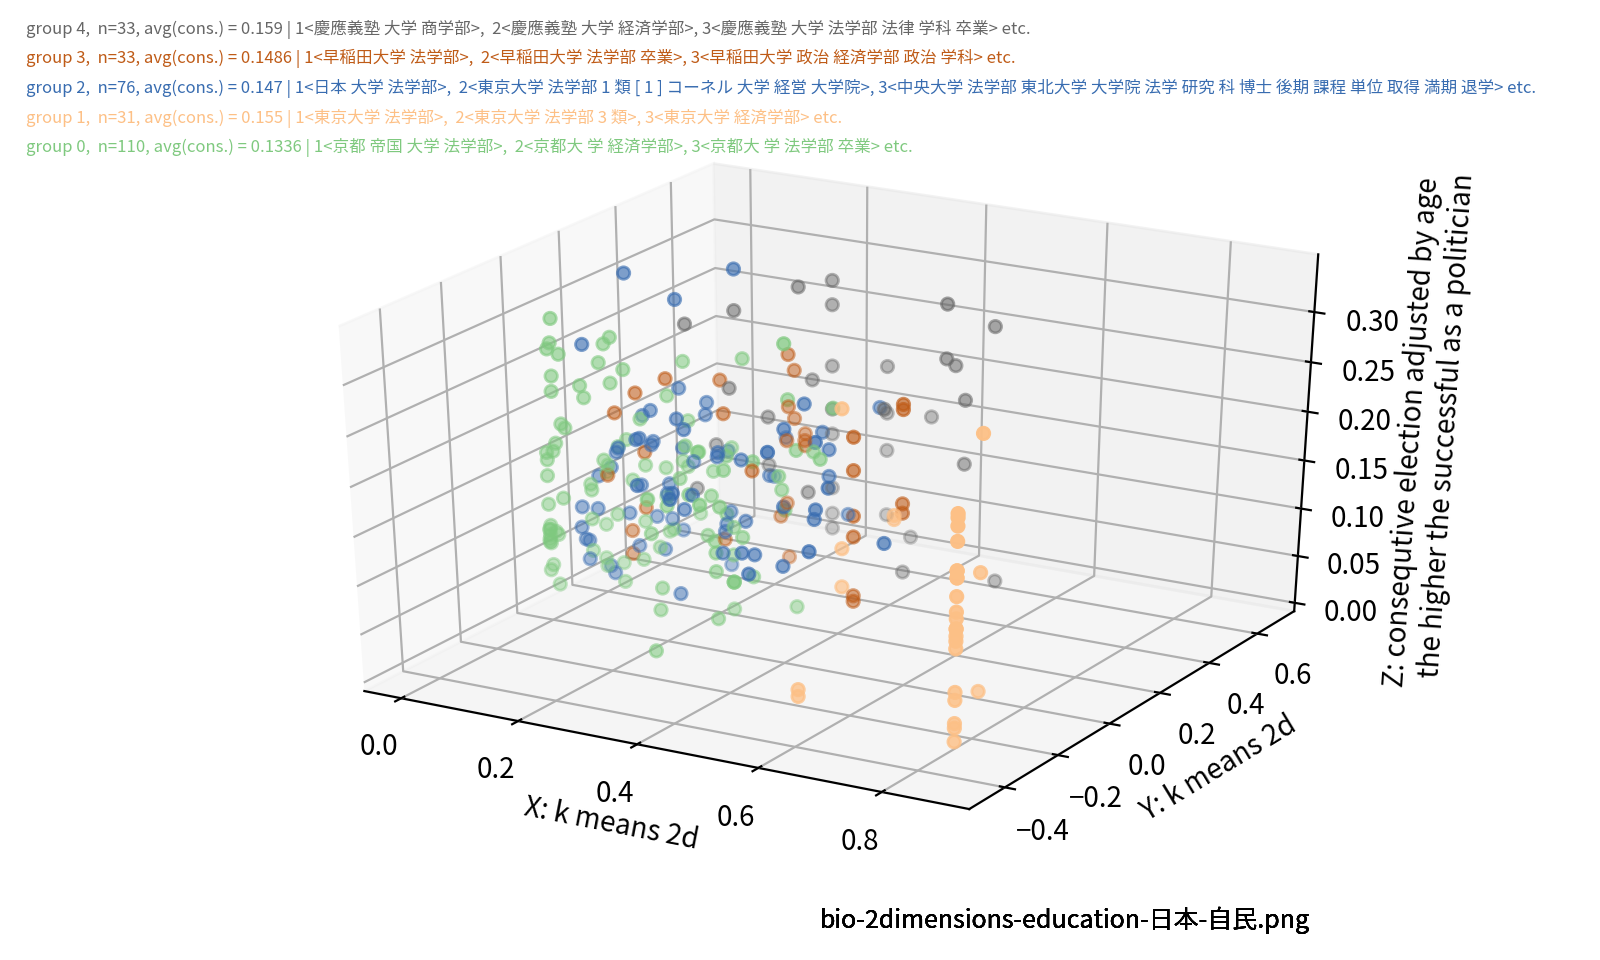 group 4,  n=33, avg(cons.) = 0.159 | 1<慶應義塾 大学 商学部>,  2<慶應義塾 大学 経済学部>, 3<慶應義塾 大学 法学部 法律 学科 卒業> etc.
group 3,  n=33, avg(cons.) = 0.1486 | 1<早稲田大学 法学部>,  2<早稲田大学 法学部 卒業>, 3<早稲田大学 政治 経済学部 政治 学科> etc.
group 2,  n=76, avg(cons.) = 0.147 | 1<日本 大学 法学部>,  2<東京大学 法学部 1 類 [ 1 ] コーネル 大学 経営 大学院>, 3<中央大学 法学部 東北大学 大学院 法学 研究 科 博士 後期 課程 単位 取得 満期 退学> etc.
group 1,  n=31, avg(cons.) = 0.155 | 1<東京大学 法学部>,  2<東京大学 法学部 3 類>, 3<東京大学 経済学部> etc.
group 0,  n=110, avg(cons.) = 0.1336 | 1<京都 帝国 大学 法学部>,  2<京都大 学 経済学部>, 3<京都大 学 法学部 卒業> etc.
Z: consequtive election adjusted by age
the higher the successful as a politician
0.30
0.25
0.20
0.15
0.10
0.05
0.00
0.6
0.4
0.2
0.0
−0.2
−0.4
Y: k means 2d
0.0
0.2
0.4
0.6
0.8
X: k means 2d
bio-2dimensions-education-日本-自民.png